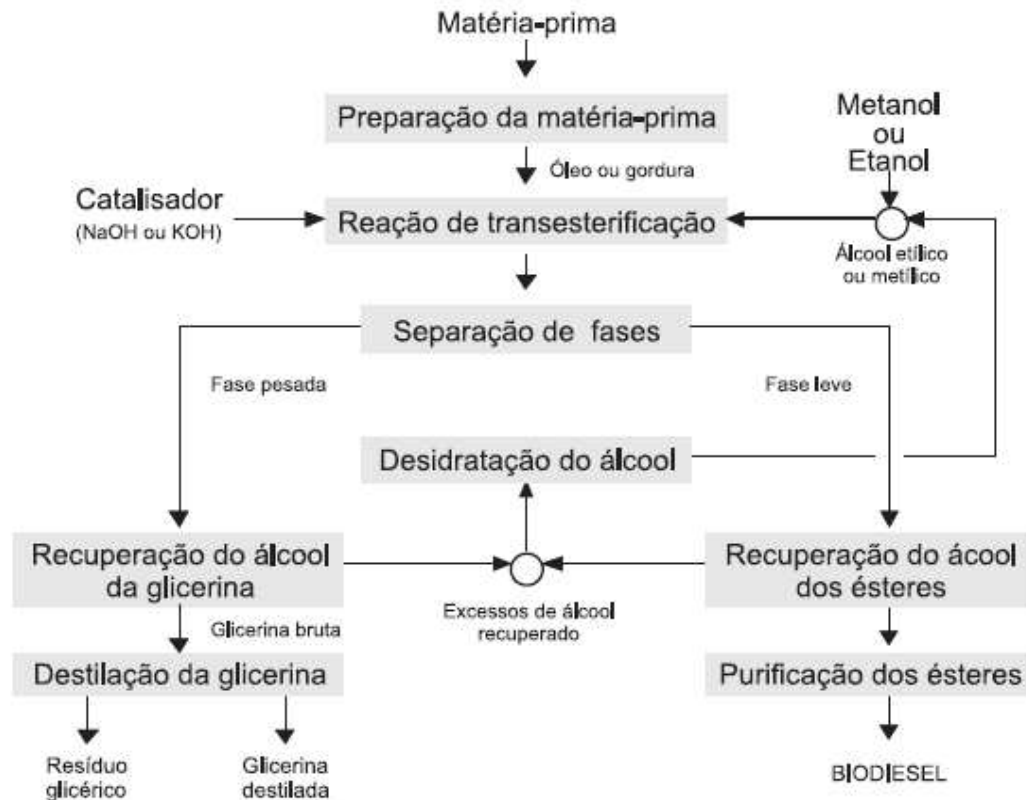 Matéria-prima
Preparação da matéria-prima
Metanol
ou
Etanol
Óleo ou gordura
Catalisador
(NaOH ou KOH)
Reação de transesterificação
Álcool etílico
ou metílico
Separação de fases
Fase pesada
Fase leve
Desidratação do álcool
Recuperação do álcool
da glicerina
Excessos de álcool
recuperado
Recuperação do ácool
dos ésteres
Glicerina bruta
Destilação da glicerina
Purificação dos ésteres
Resíduo
glicérico
Glicerina
destilada
BIODIESEL